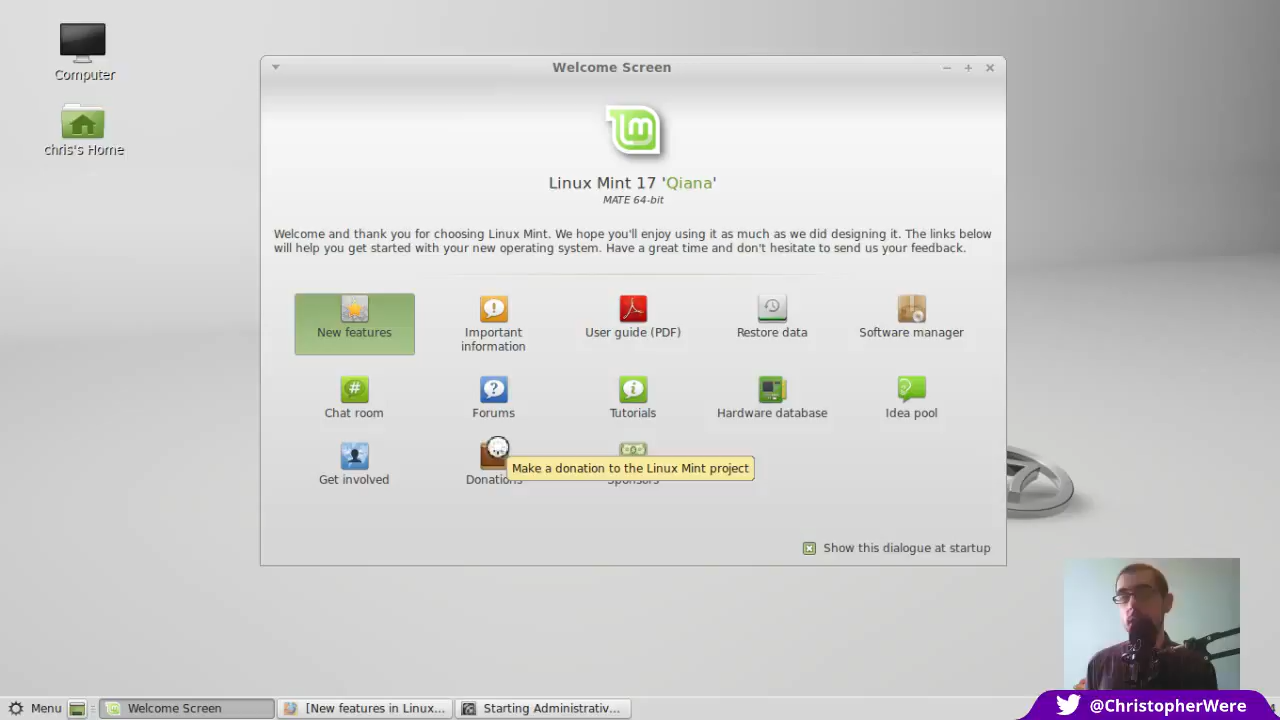 Computer
chris's Home
Welcome Screen
Linux Mint 17 'Qiana'
MATE 64-bit
Welcome and thank you for choosing Linux Mint. We hope you'll enjoy using it as much as we did designing it. The links below
will help you get started with your new operating system. Have a great time and don't hesitate to send us your feedback.
New features
Important
information
User guide (PDF)
Restore data
Software manager
Chat room
Forums
Tutorials
Hardware database
Idea pool
Get involved
Donations
Sponsors
Make a donation to the Linux Mint project
Show this dialogue at startup
Menu
Welcome Screen
[New features in Linux...
Starting Administrativ...
@ChristopherWere